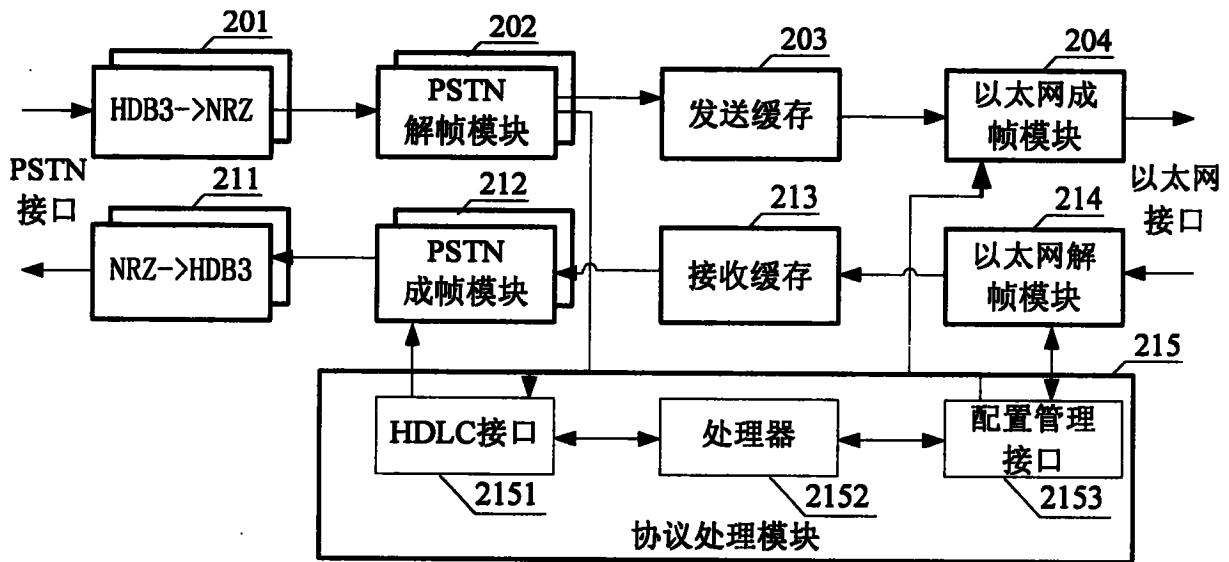 201
202
203
204
HDB3->NRZ
PSTN
解帧模块
发送缓存
以太网成
帧模块
PSTN
接口
以太网
接口
211
212
213
214
NRZ->HDB3
PSTN
成帧模块
接收缓存
以太网解
帧模块
215
HDLC接口
处理器
配置管理
接口
2151
2152
2153
协议处理模块